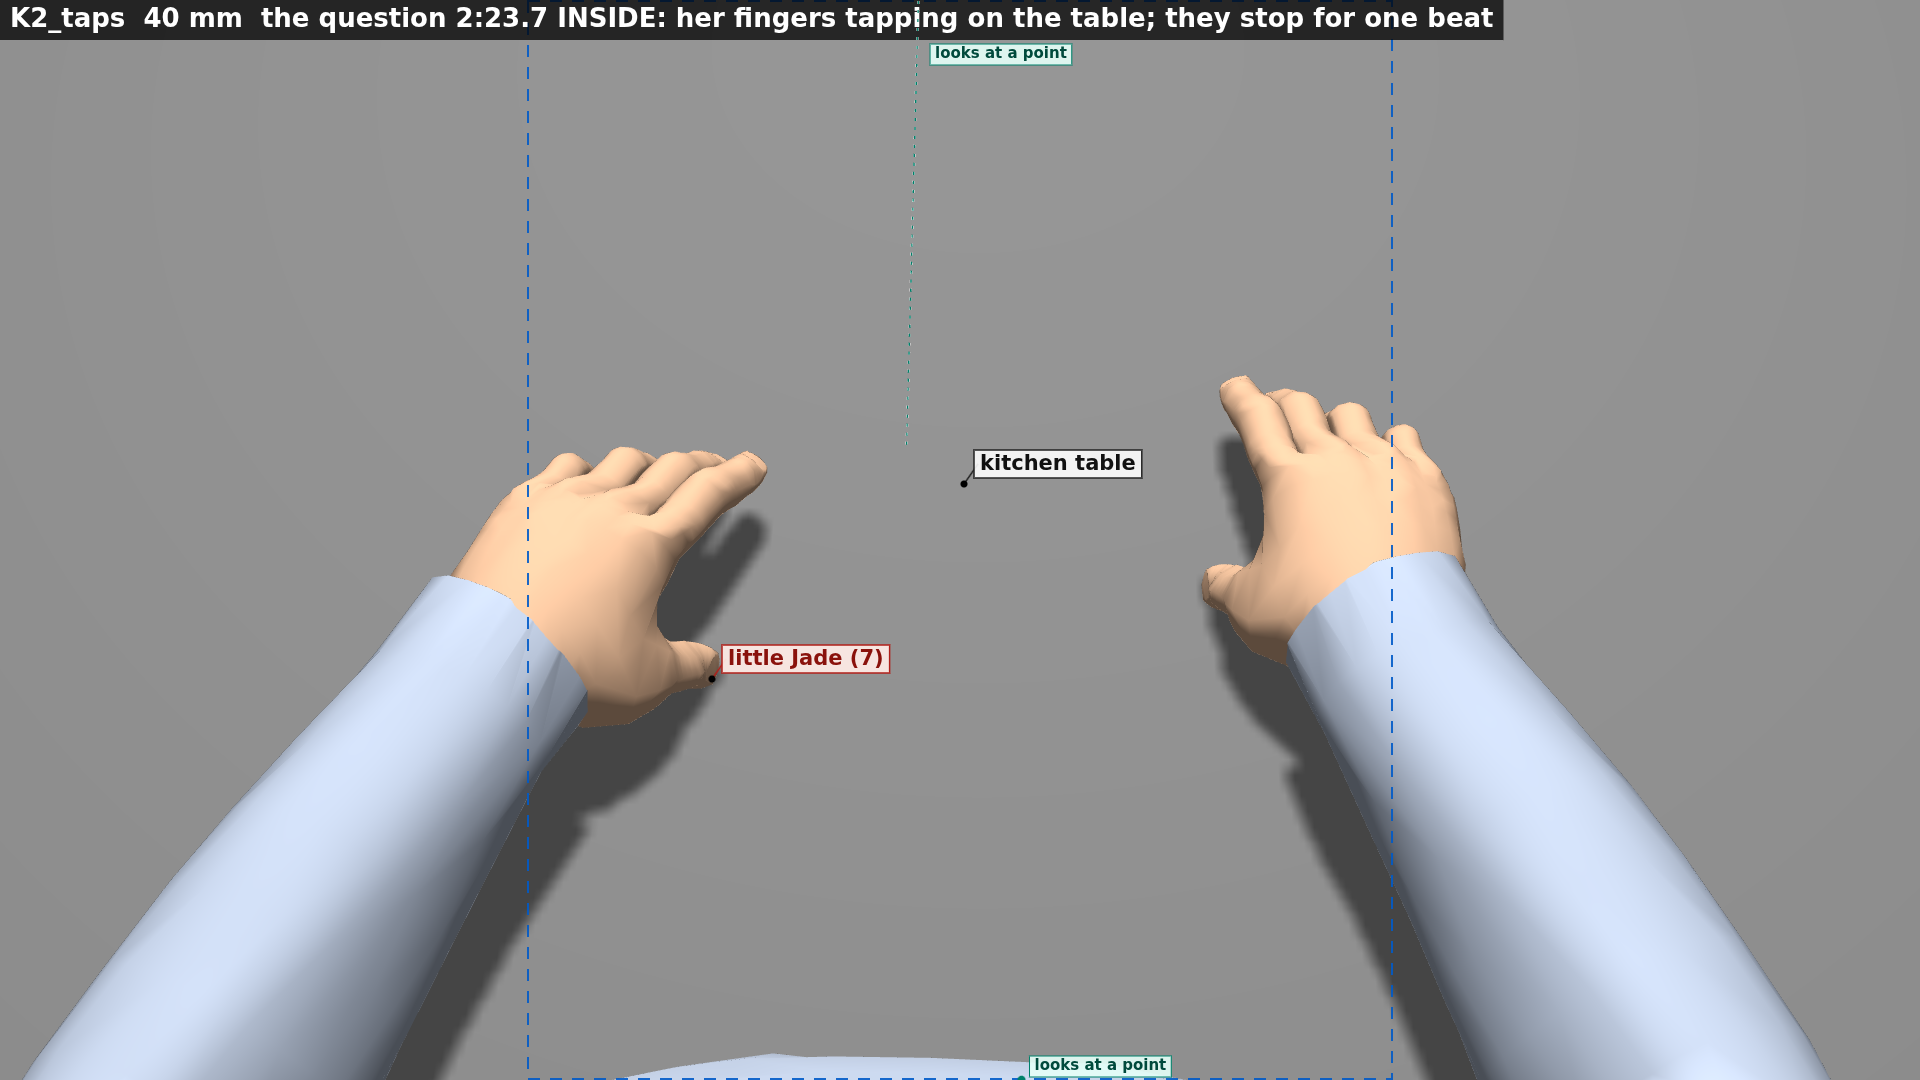 K2_taps 40 mm the question 2:23.7 INSIDE: her fingers tapping on the table; they stop for one beat
looks at a point
kitchen table
little Jade (7)
looks at a point